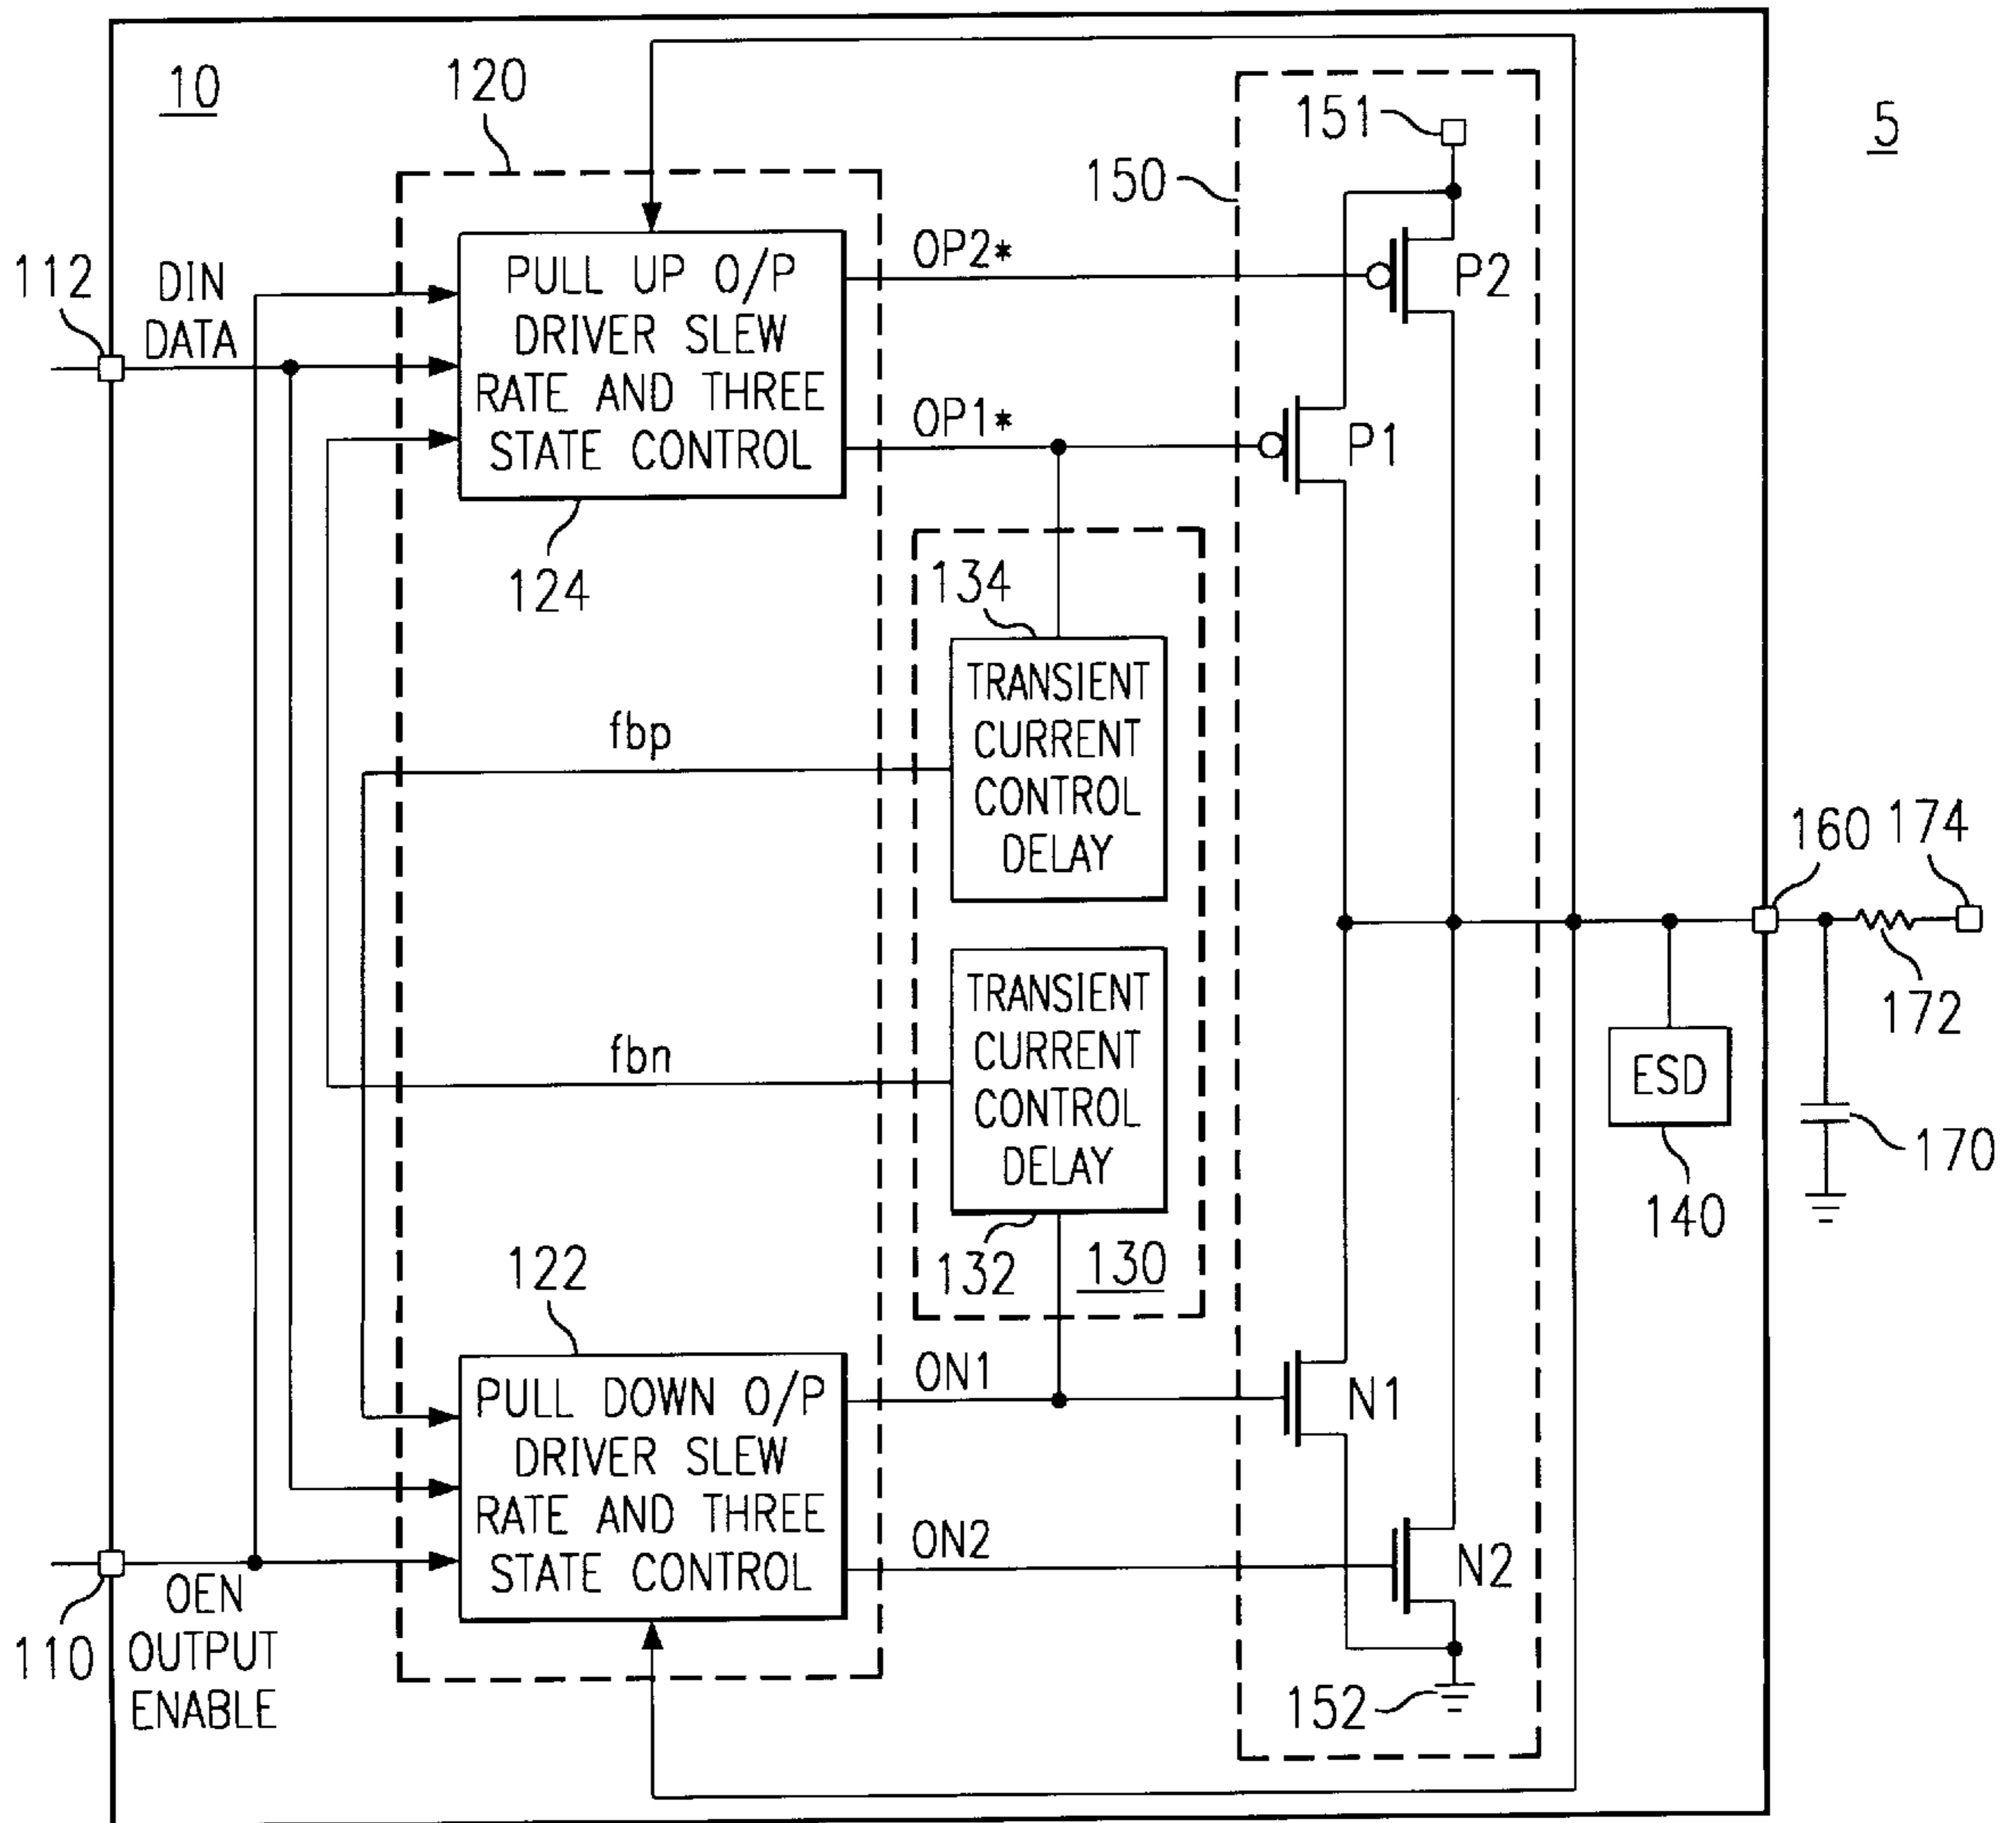 10
120
5
151
150
112
DIN
DATA
PULL UP O/P
DRIVER SLEW
RATE AND THREE
STATE CONTROL
OP2*
P2
OP1*
P1
124
134
TRANSIENT
CURRENT
CONTROL
DELAY
fbp
160
174
172
TRANSIENT
CURRENT
CONTROL
DELAY
fbn
ESD
170
140
132
130
122
PULL DOWN O/P
DRIVER SLEW
RATE AND THREE
STATE CONTROL
ON1
N1
ON2
N2
110
OEN
OUTPUT
ENABLE
152